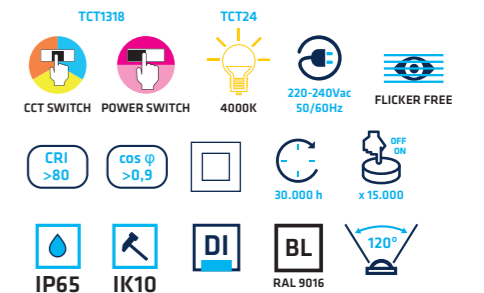 TCT1318 TCT24
CCT SWITCH POWER SWITCH 4000K 220-240Vac
50/60Hz FLICKER FREE
CRI
>80
cos φ
>0,9
30.000 h
OFF
ON
x 15.000
IP65
IK10
DI
BL
RAL 9016
120°